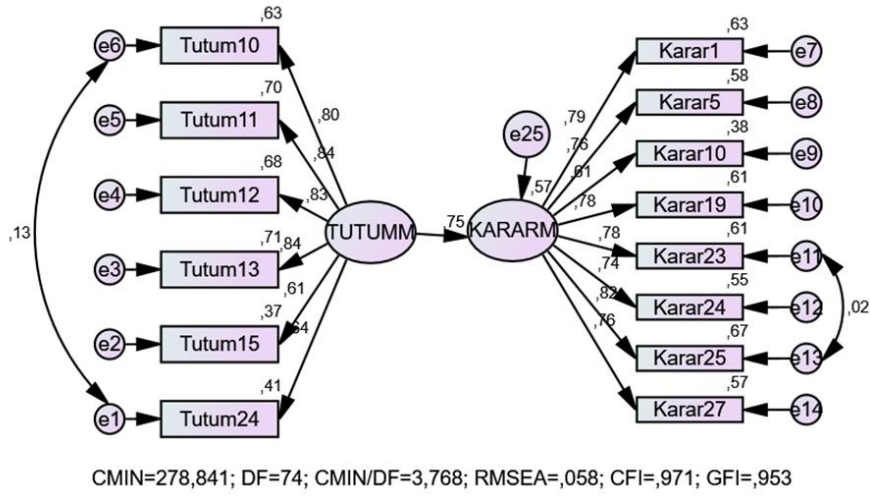 ,63
e6 Tutum10
,70
e5 Tutum11
,68
e4 Tutum12
,71
e3 Tutum13
,37
e2 Tutum15
,41
e1 Tutum24
,13
,80
,84
,83
,84
,61
,64
TUTUMM
,75
KARARM
,57
e25
,79
,76
,61
,78
,78
,74
,82
,76
,63
Karar1 e7
,58
Karar5 e8
,38
Karar10 e9
,61
Karar19 e10
,61
Karar23 e11
,55
Karar24 e12
,67
Karar25 e13
,57
Karar27 e14
,02
CMIN=278,841; DF=74; CMIN/DF=3,768; RMSEA=,058; CFI=,971; GFI=,953